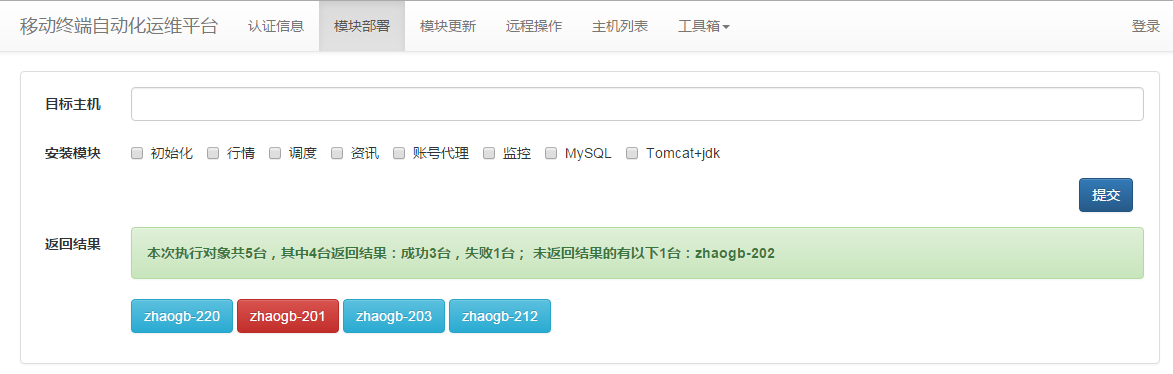 移动终端自动化运维平台 认证信息 模块部署 模块更新 远程操作 主机列表 工具箱 登录
目标主机
安装模块 初始化 行情 调度 资讯 账号代理 监控 MySQL Tomcat+jdk
提交
返回结果 本次执行对象共5台，其中4台返回结果：成功3台，失败1台； 未返回结果的有以下1台：zhaogb-202
zhaogb-220 zhaogb-201 zhaogb-203 zhaogb-212